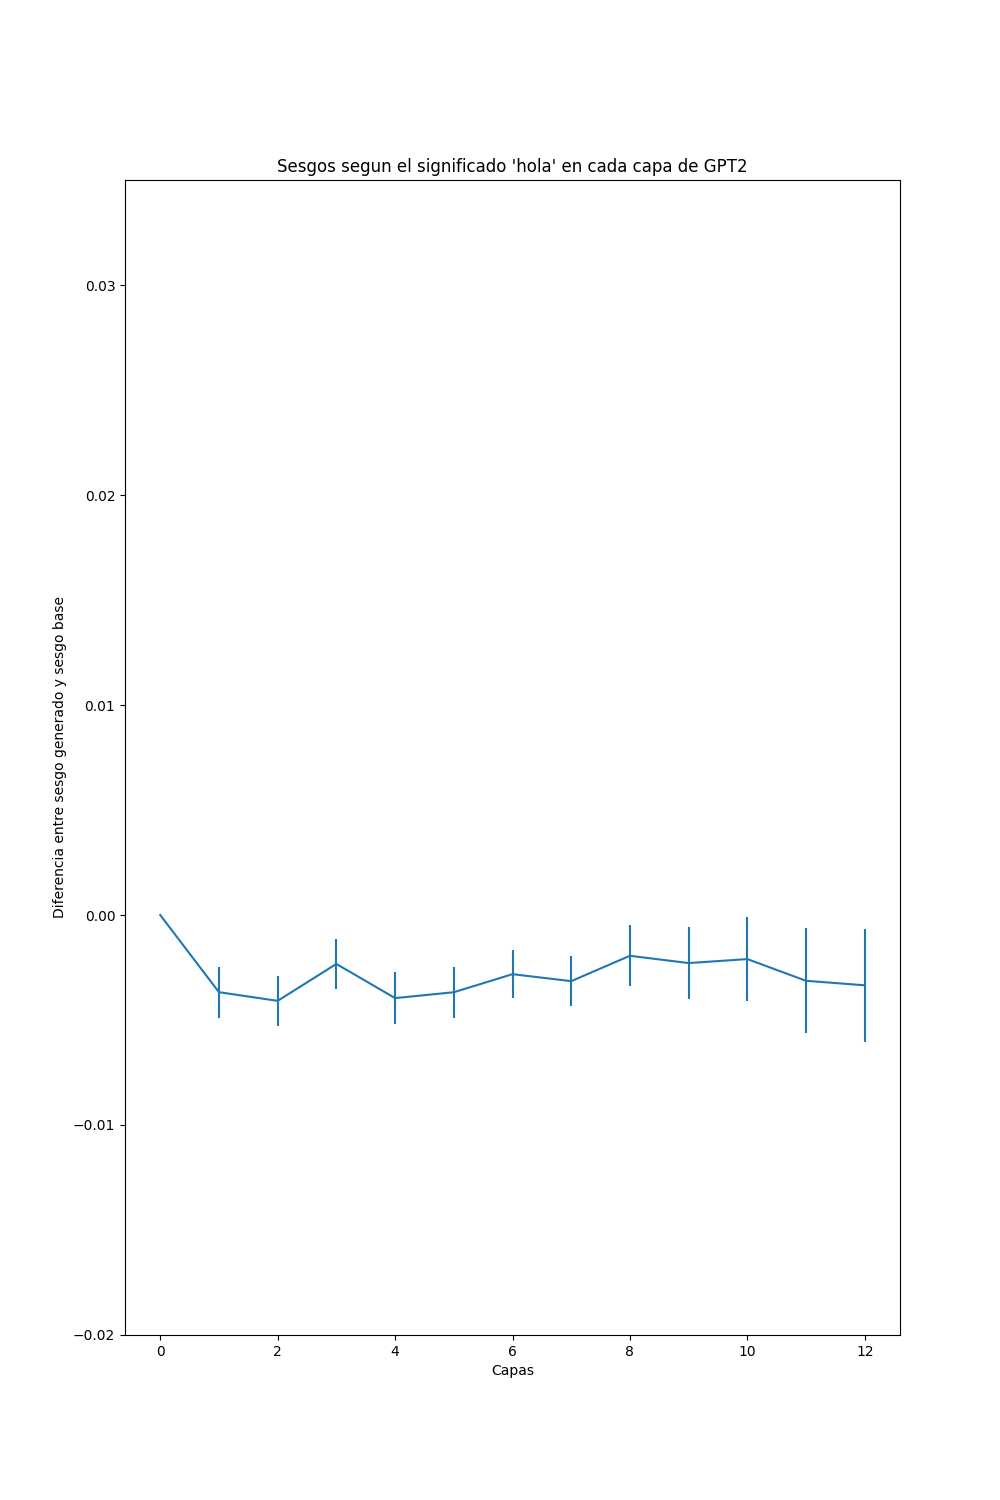 Sesgos segun el significado 'hola' en cada capa de GPT2
Diferencia entre sesgo generado y sesgo base
0.03
0.02
0.01
0.00
−0.01
−0.02
0 2 4 6 8 10 12
Capas